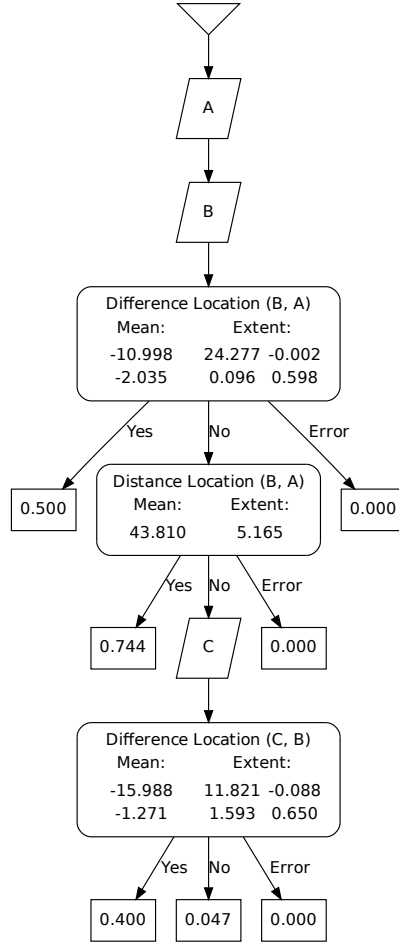 A
B
Difference Location (B, A)
Mean: Extent:
-10.998 24.277 -0.002
-2.035 0.096 0.598
Yes No Error
0.500
Distance Location (B, A)
0.000
Mean: Extent:
43.810 5.165
Yes No Error
0.744 C 0.000
Difference Location (C, B)
Mean: Extent:
-15.988 11.821 -0.088
-1.271 1.593 0.650
Yes No Error
0.400 0.047 0.000